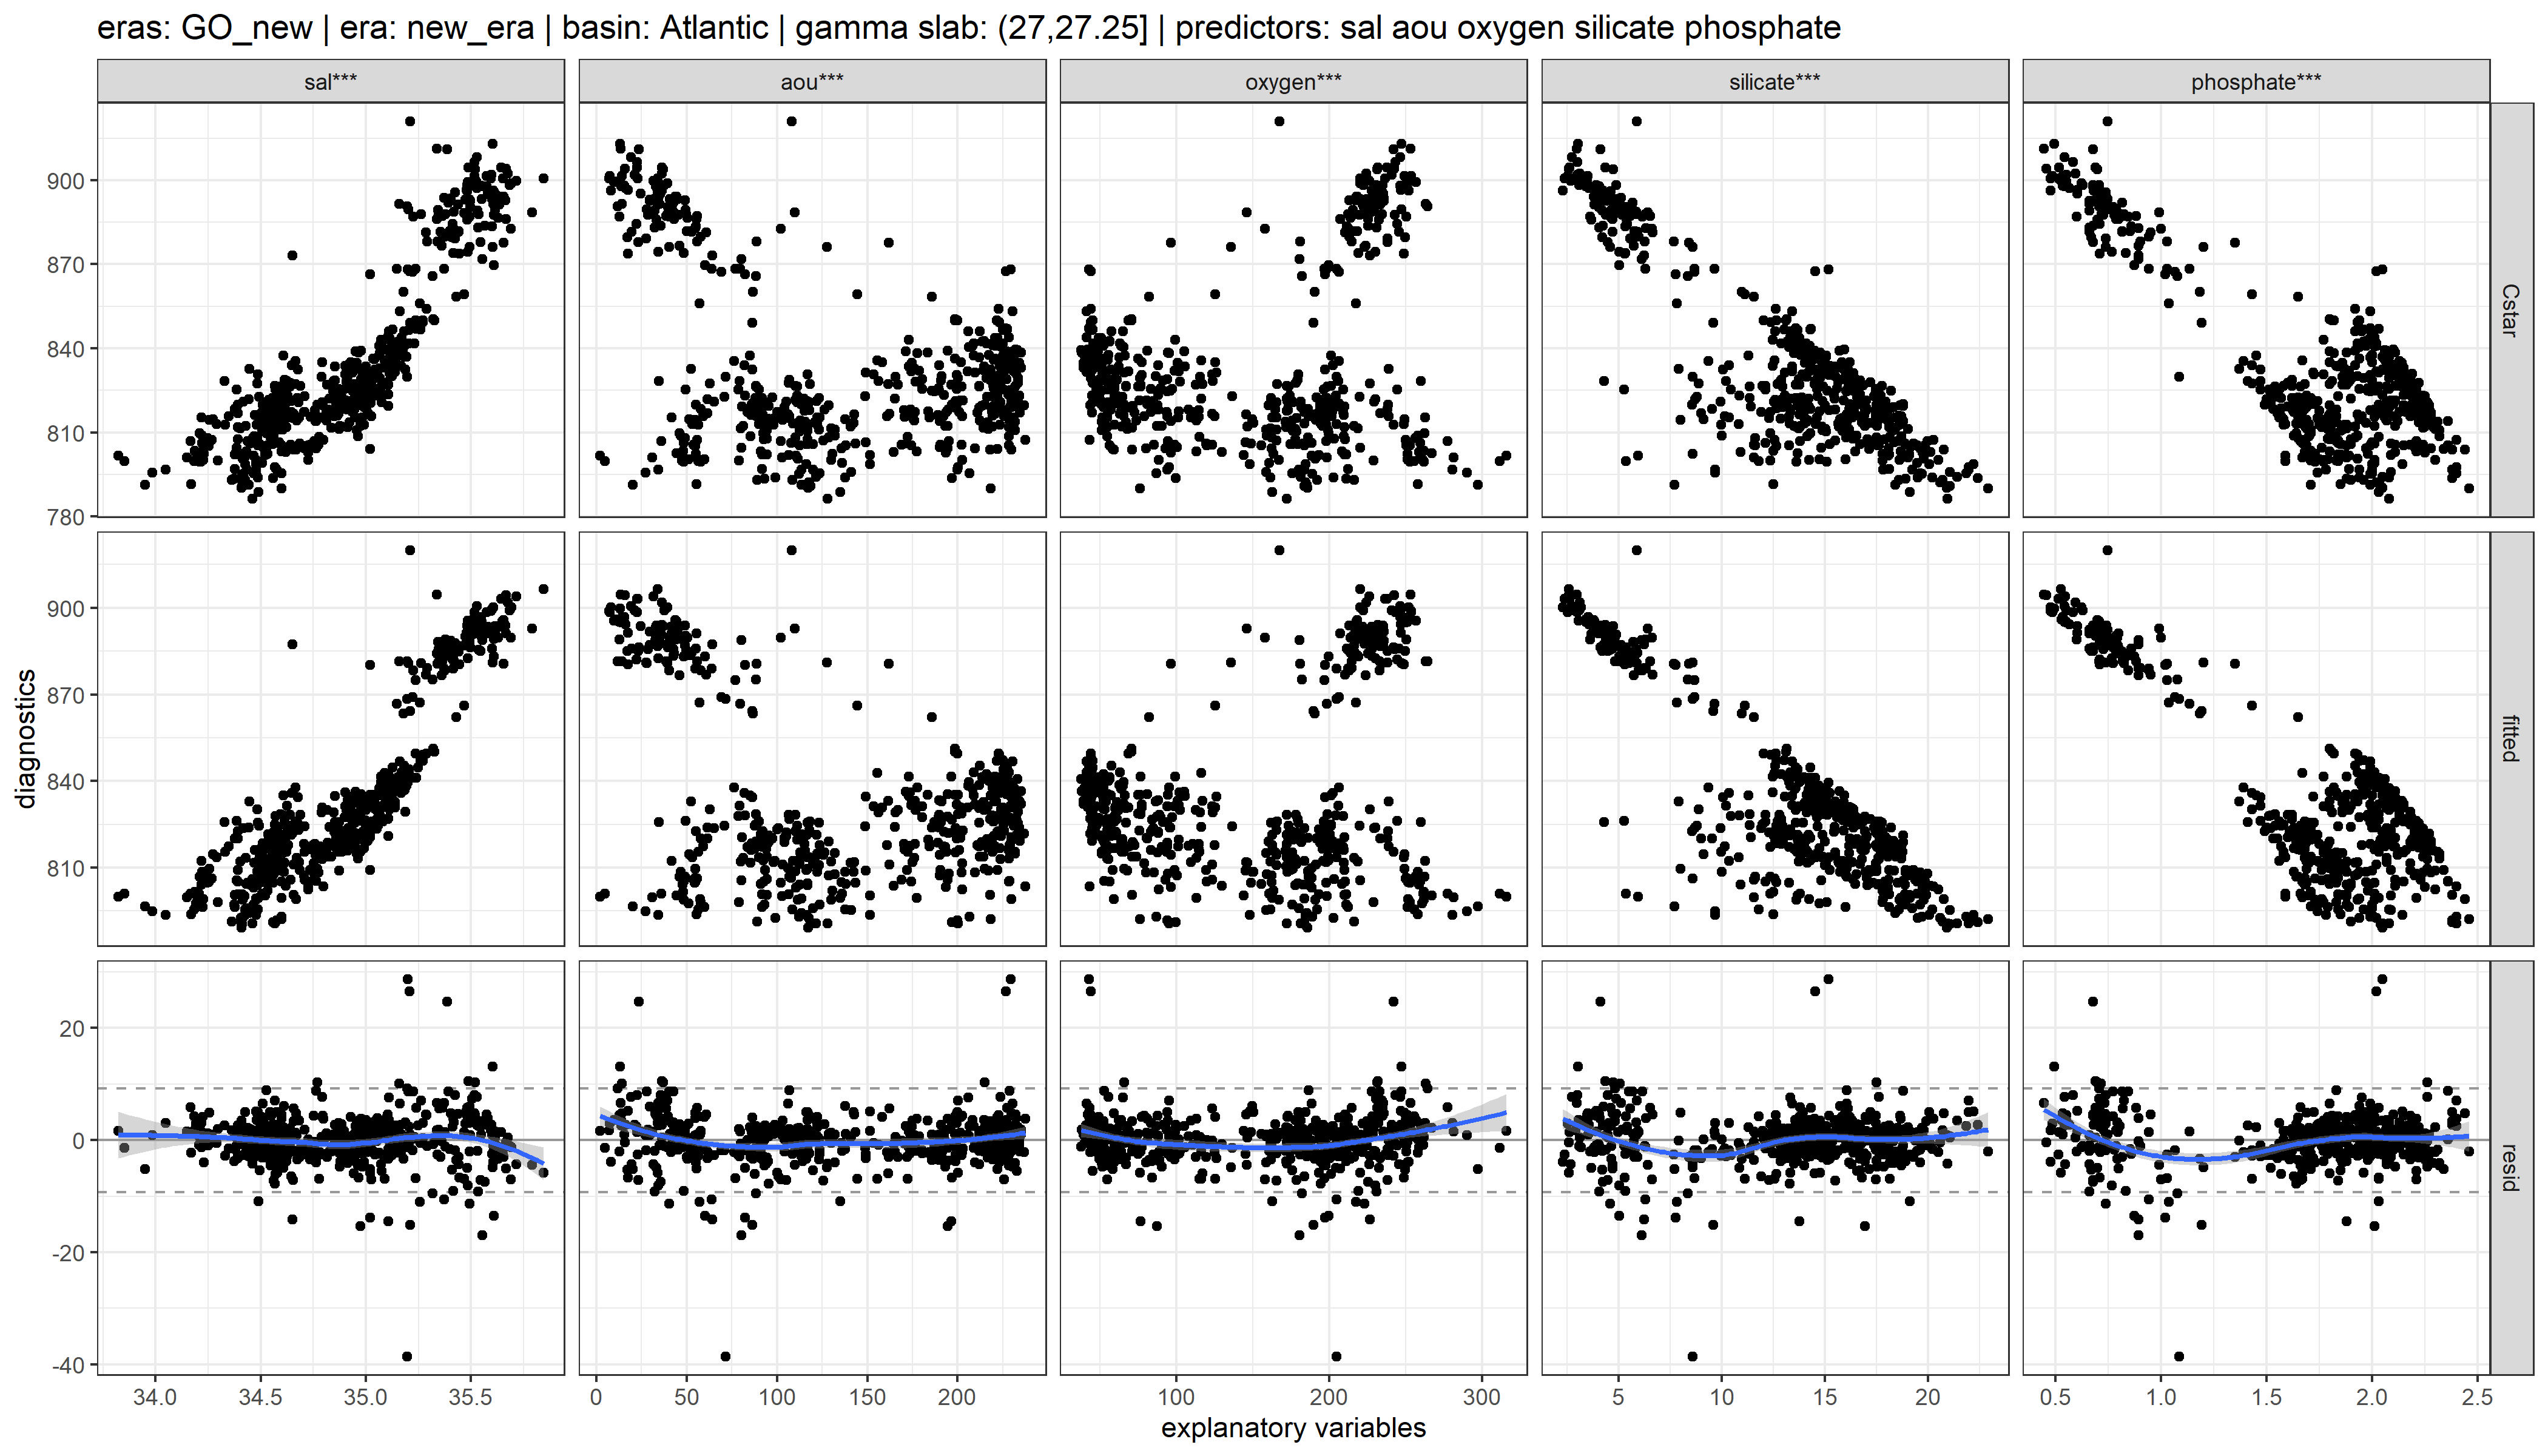 eras: GO_new | era: new_era | basin: Atlantic | gamma slab: (27,27.25] | predictors: sal aou oxygen silicate phosphate
sal*** aou*** oxygen*** silicate*** phosphate***
900
870
840
810
780
Cstar
900
870
840
810
fitted
20
0
-20
-40
resid
diagnostics
34.0 34.5 35.0 35.5 0 50 100 150 200 100 200 300 5 10 15 20 0.5 1.0 1.5 2.0 2.5
explanatory variables